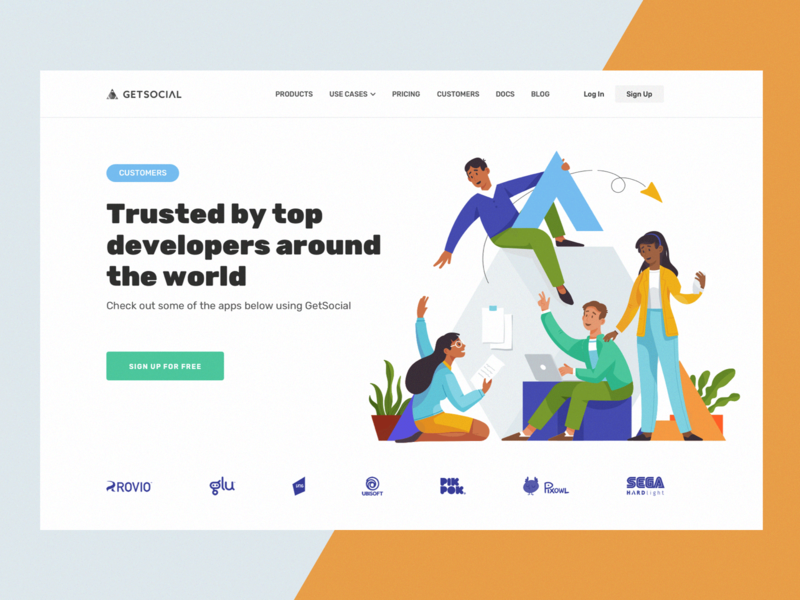 GETSOCIAL
PRODUCTS USE CASES PRICING CUSTOMERS DOCS BLOG Log In Sign Up
CUSTOMERS
Trusted by top
developers around
the world
Check out some of the apps below using GetSocial
SIGN UP FOR FREE
ROVIO glu UBISOFT PIK POK. PIXOWL SEGA HARDlight